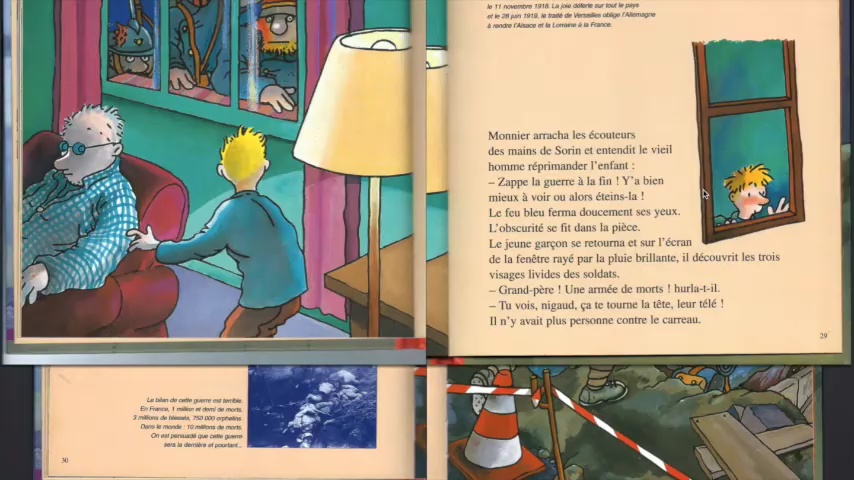 le 11 novembre 1918. La joie déferle sur tout le pays
et le 28 juin 1919, le traité de Versailles oblige l'Allemagne
à rendre l'Alsace et la Lorraine à la France.
Monnier arracha les écouteurs
des mains de Sorin et entendit le vieil
homme réprimander l'enfant :
– Zappe la guerre à la fin ! Y'a bien
mieux à voir ou alors éteins-la !
Le feu bleu ferma doucement ses yeux.
L'obscurité se fit dans la pièce.
Le jeune garçon se retourna et sur l'écran
de la fenêtre rayé par la pluie brillante, il découvrit les trois
visages livides des soldats.
– Grand-père ! Une armée de morts ! hurla-t-il.
– Tu vois, nigaud, ça te tourne la tête, leur télé !
Il n'y avait plus personne contre le carreau.
29
Le bilan de cette guerre est terrible.
En France, 1 million et demi de morts,
3 millions de blessés, 750 000 orphelins.
Dans le monde : 10 millions de morts.
On est persuadé que cette guerre
sera la dernière et pourtant...
30